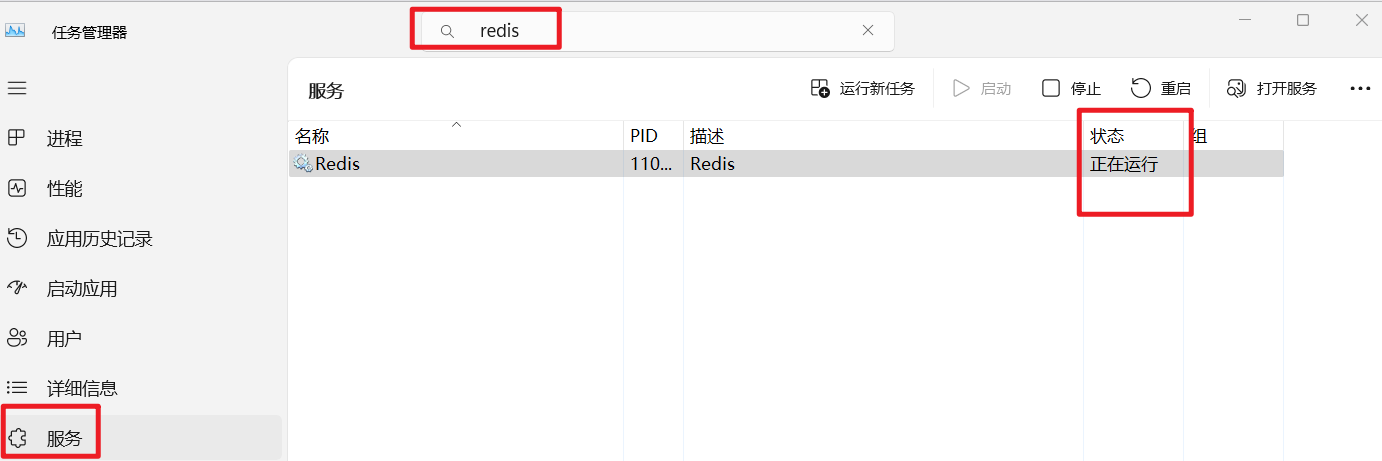 任务管理器
redis
服务
运行新任务
启动
停止
重启
打开服务
进程
性能
应用历史记录
启动应用
用户
详细信息
服务
名称 PID 描述 状态 组
Redis 110... Redis 正在运行